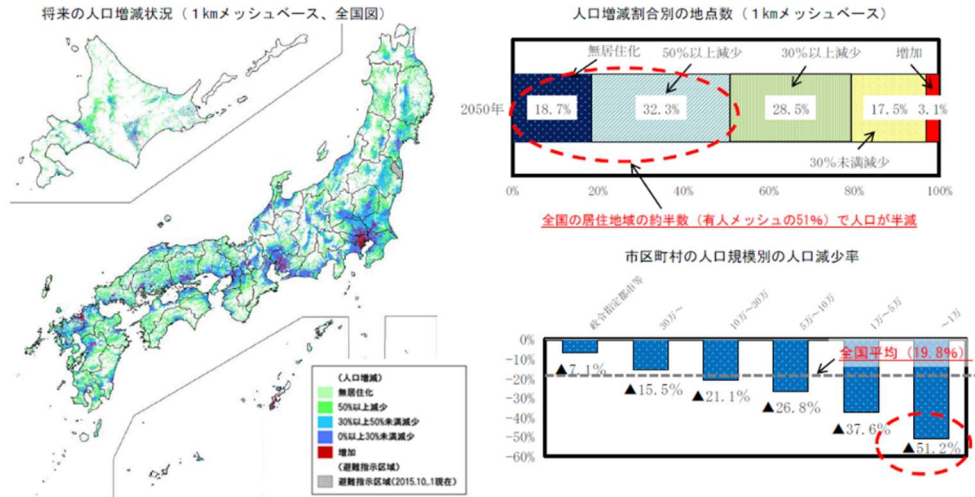 将来の人口増減状況（１kmメッシュベース、全国図）
（人口増減）
無居住化
50%以上減少
30%以上50%未満減少
0%以上30%未満減少
増加
（避難指示区域）
避難指示区域(2015.10.1現在)
人口増減割合別の地点数（１kmメッシュベース）
無居住化
50%以上減少
30%以上減少
増加
2050年
18.7%
32.3%
28.5%
17.5%
3.1%
30%未満減少
0%
20%
40%
60%
80%
100%
全国の居住地域の約半数（有人メッシュの51%）で人口が半減
市区町村の人口規模別の人口減少率
政令指定都市等
30万～
10万～30万
5万～10万
1万～5万
～1万
0%
−10%
−20%
−30%
−40%
−50%
−60%
全国平均（19.8%）
▲7.1%
▲15.5%
▲21.1%
▲26.8%
▲37.6%
▲51.2%